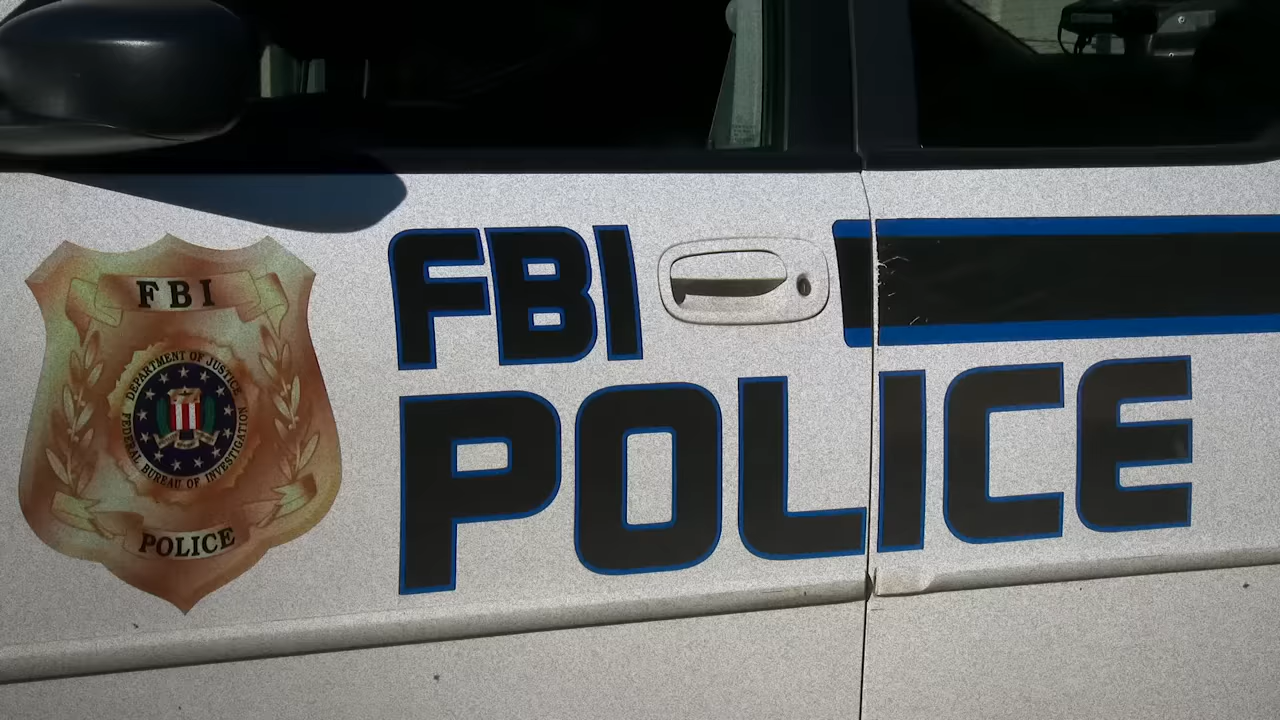 FBI
DEPARTMENT OF JUSTICE
FEDERAL BUREAU OF INVESTIGATION
POLICE
FBI
POLICE